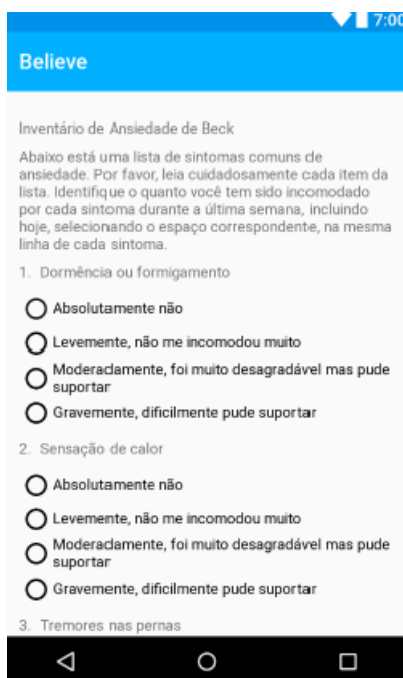 7:00
Believe
Inventário de Ansiedade de Beck
Abaixo está uma lista de sintomas comuns de
ansiedade. Por favor, leia cuidadosamente cada item da
lista. Identifique o quanto você tem sido incomodado
por cada sintoma durante a última semana, incluindo
hoje, selecionando o espaço correspondente, na mesma
linha de cada sintoma.
1. Dormência ou formigamento
Absolutamente não
Levemente, não me incomodou muito
Moderadamente, foi muito desagradável mas pude
suportar
Gravemente, dificilmente pude suportar
2. Sensação de calor
Absolutamente não
Levemente, não me incomodou muito
Moderadamente, foi muito desagradável mas pude
suportar
Gravemente, dificilmente pude suportar
3. Tremores nas pernas